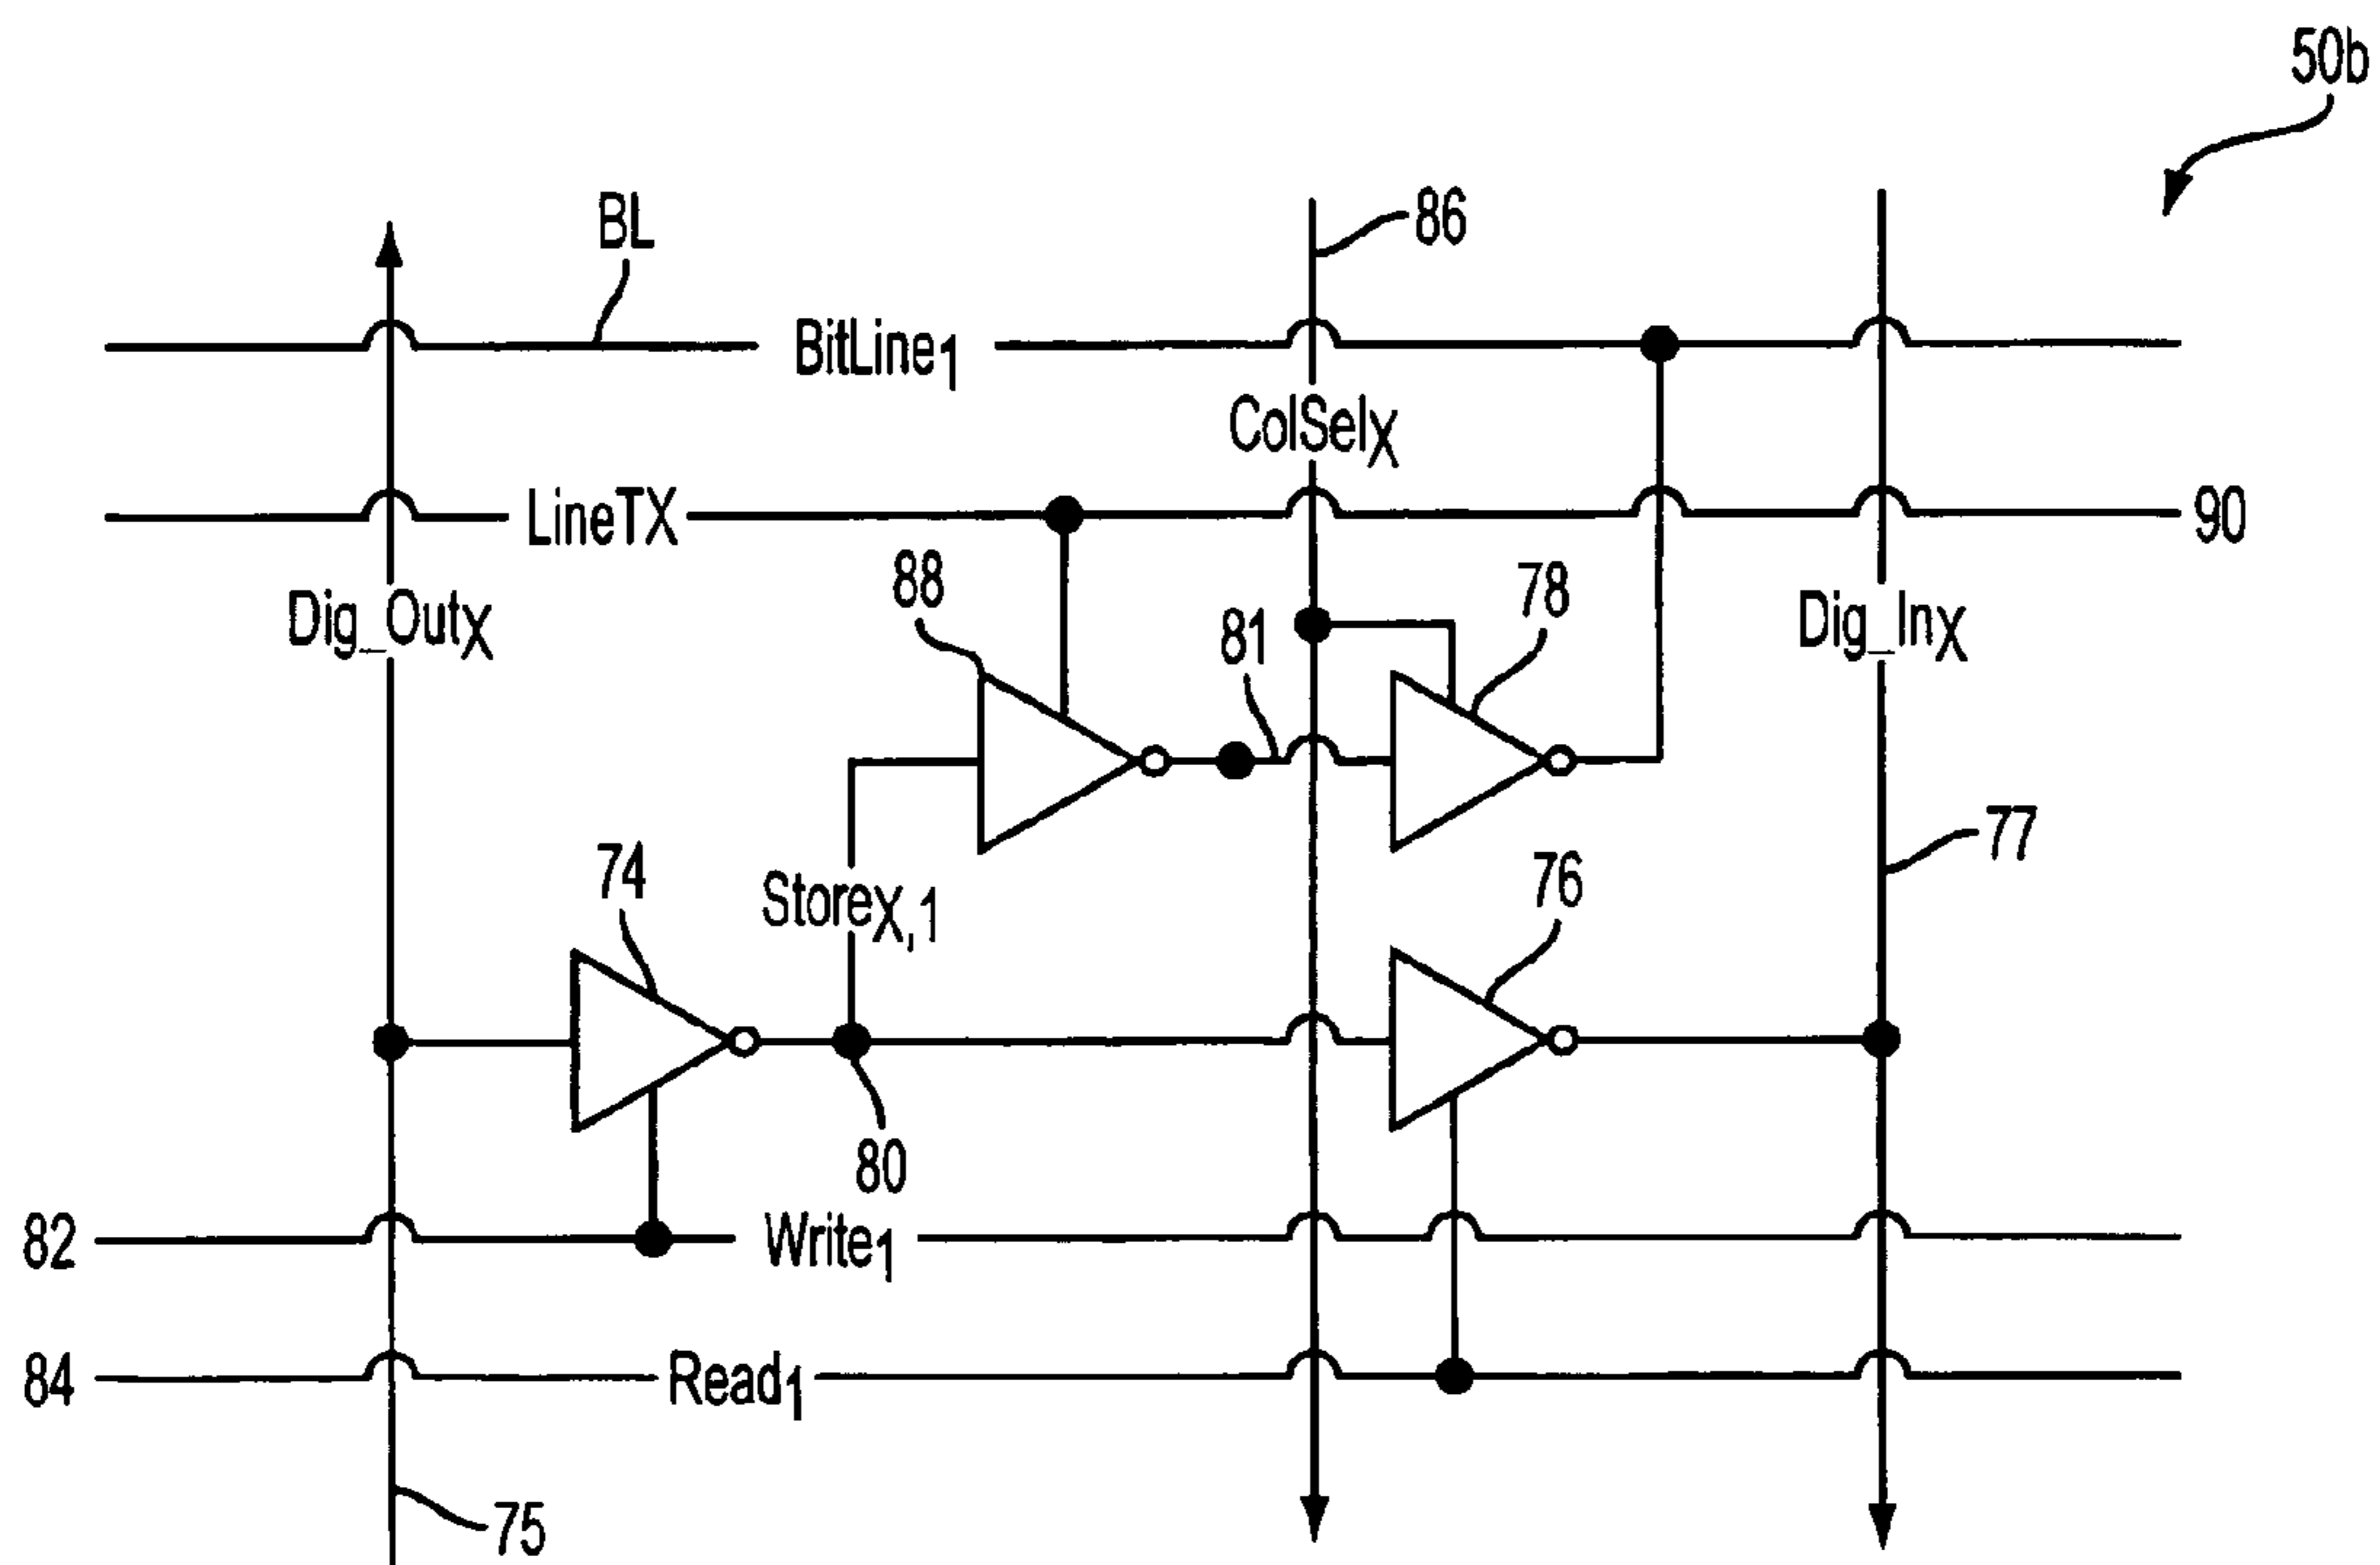 50b
BL
86
BitLine1
ColSelX
LineTX
90
88
78
Dig_OutX
81
Dig_InX
77
74
StoreX,1
76
80
82
Write1
84
Read1
75